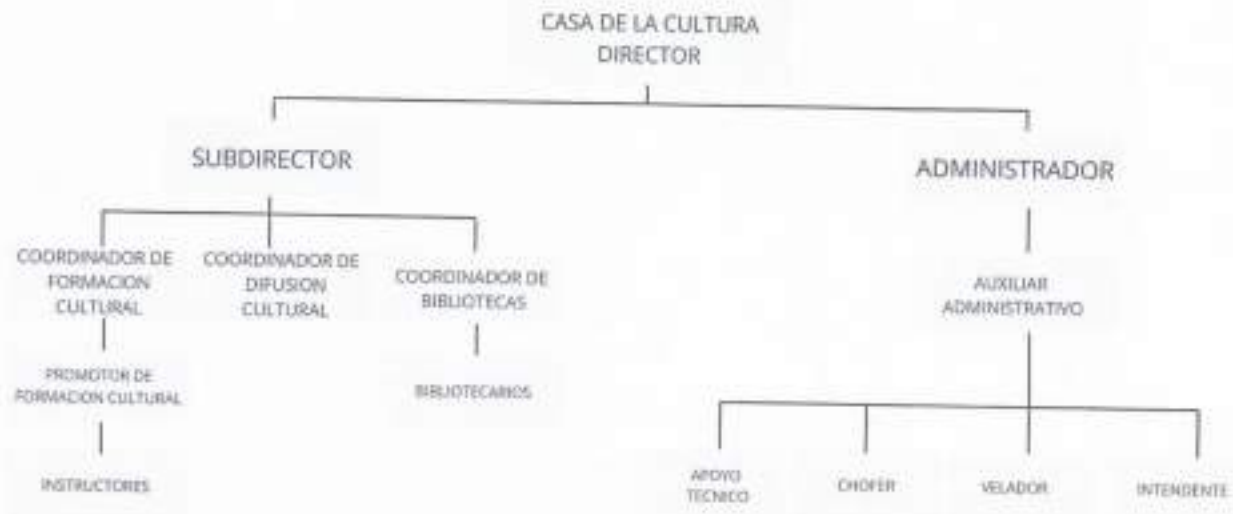 CASA DE LA CULTURA
DIRECTOR
SUBDIRECTOR
ADMINISTRADOR
COORDINADOR DE
FORMACION
CULTURAL
COORDINADOR DE
DIFUSION
CULTURAL
COORDINADOR DE
BIBLIOTECAS
AUXILIAR
ADMINISTRATIVO
PROMOTOR DE
FORMACION CULTURAL
BIBLIOTECARIOS
INSTRUCTORES
APOYO
TECNICO
CHOFER
VELADOR
INTENDENTE